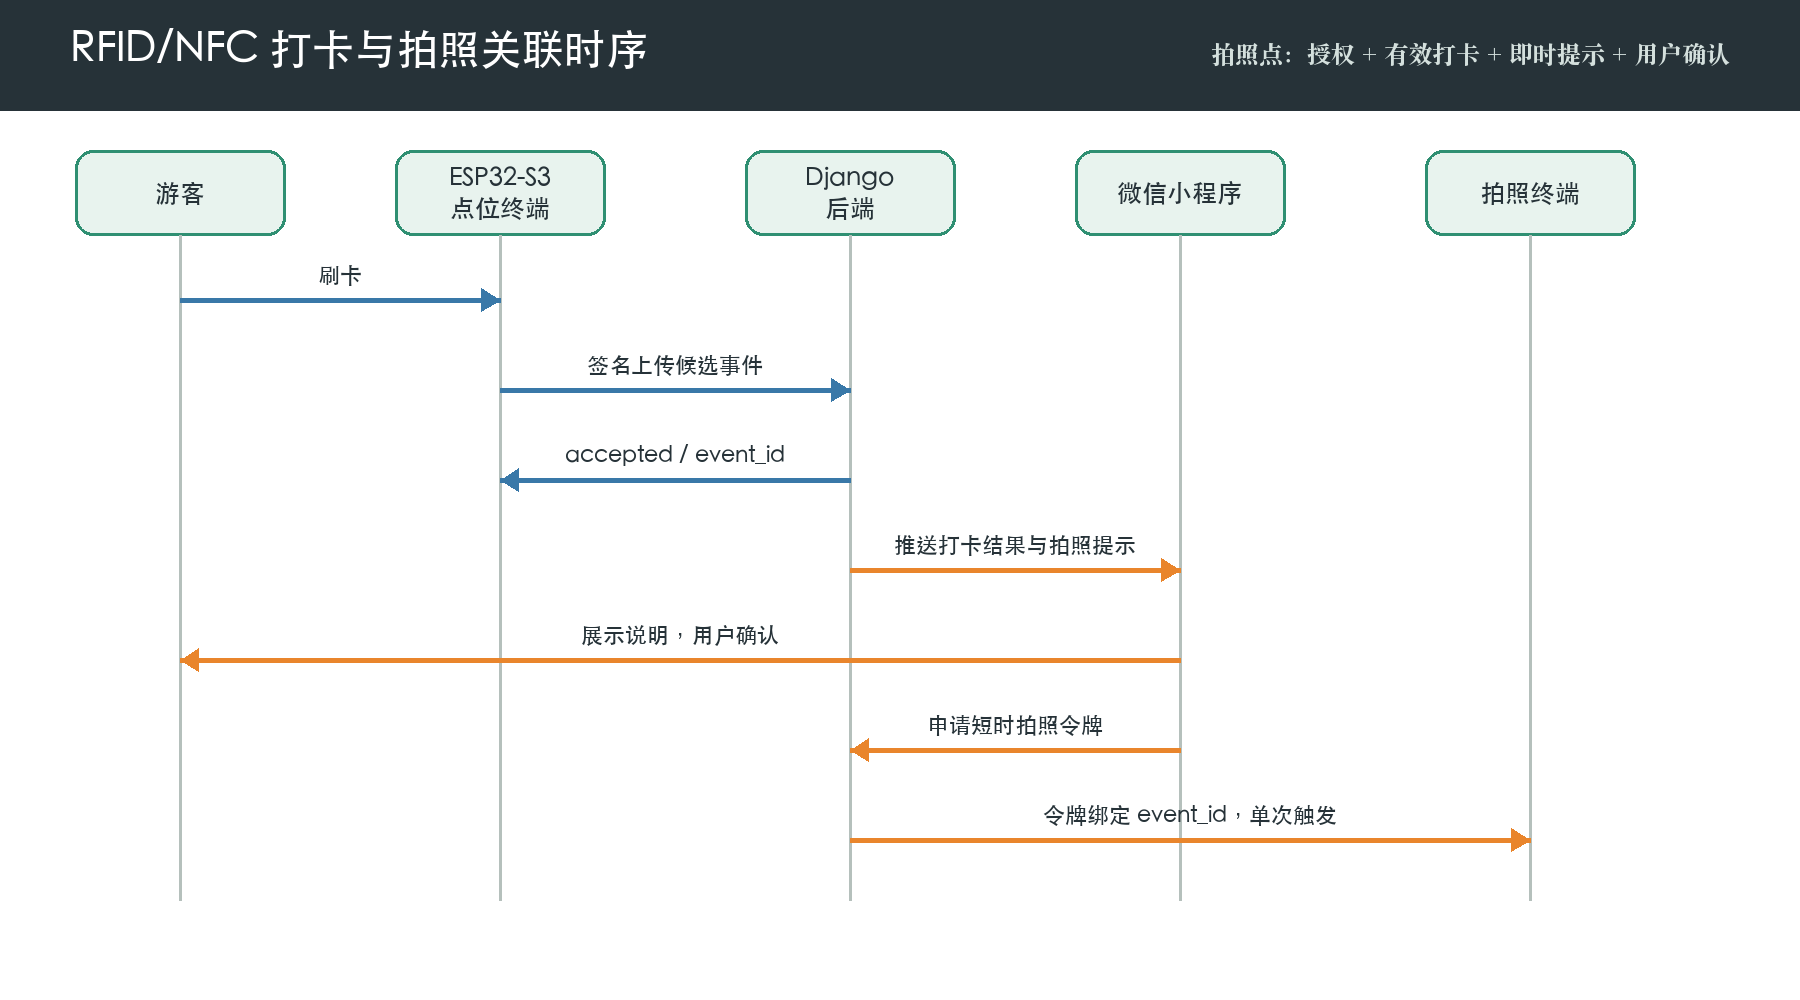 RFID/NFC 打卡与拍照关联时序
拍照点：授权 + 有效打卡 + 即时提示 + 用户确认
游客
ESP32-S3
点位终端
Django
后端
微信小程序
拍照终端
刷卡
签名上传候选事件
accepted / event_id
推送打卡结果与拍照提示
展示说明，用户确认
申请短时拍照令牌
令牌绑定 event_id，单次触发